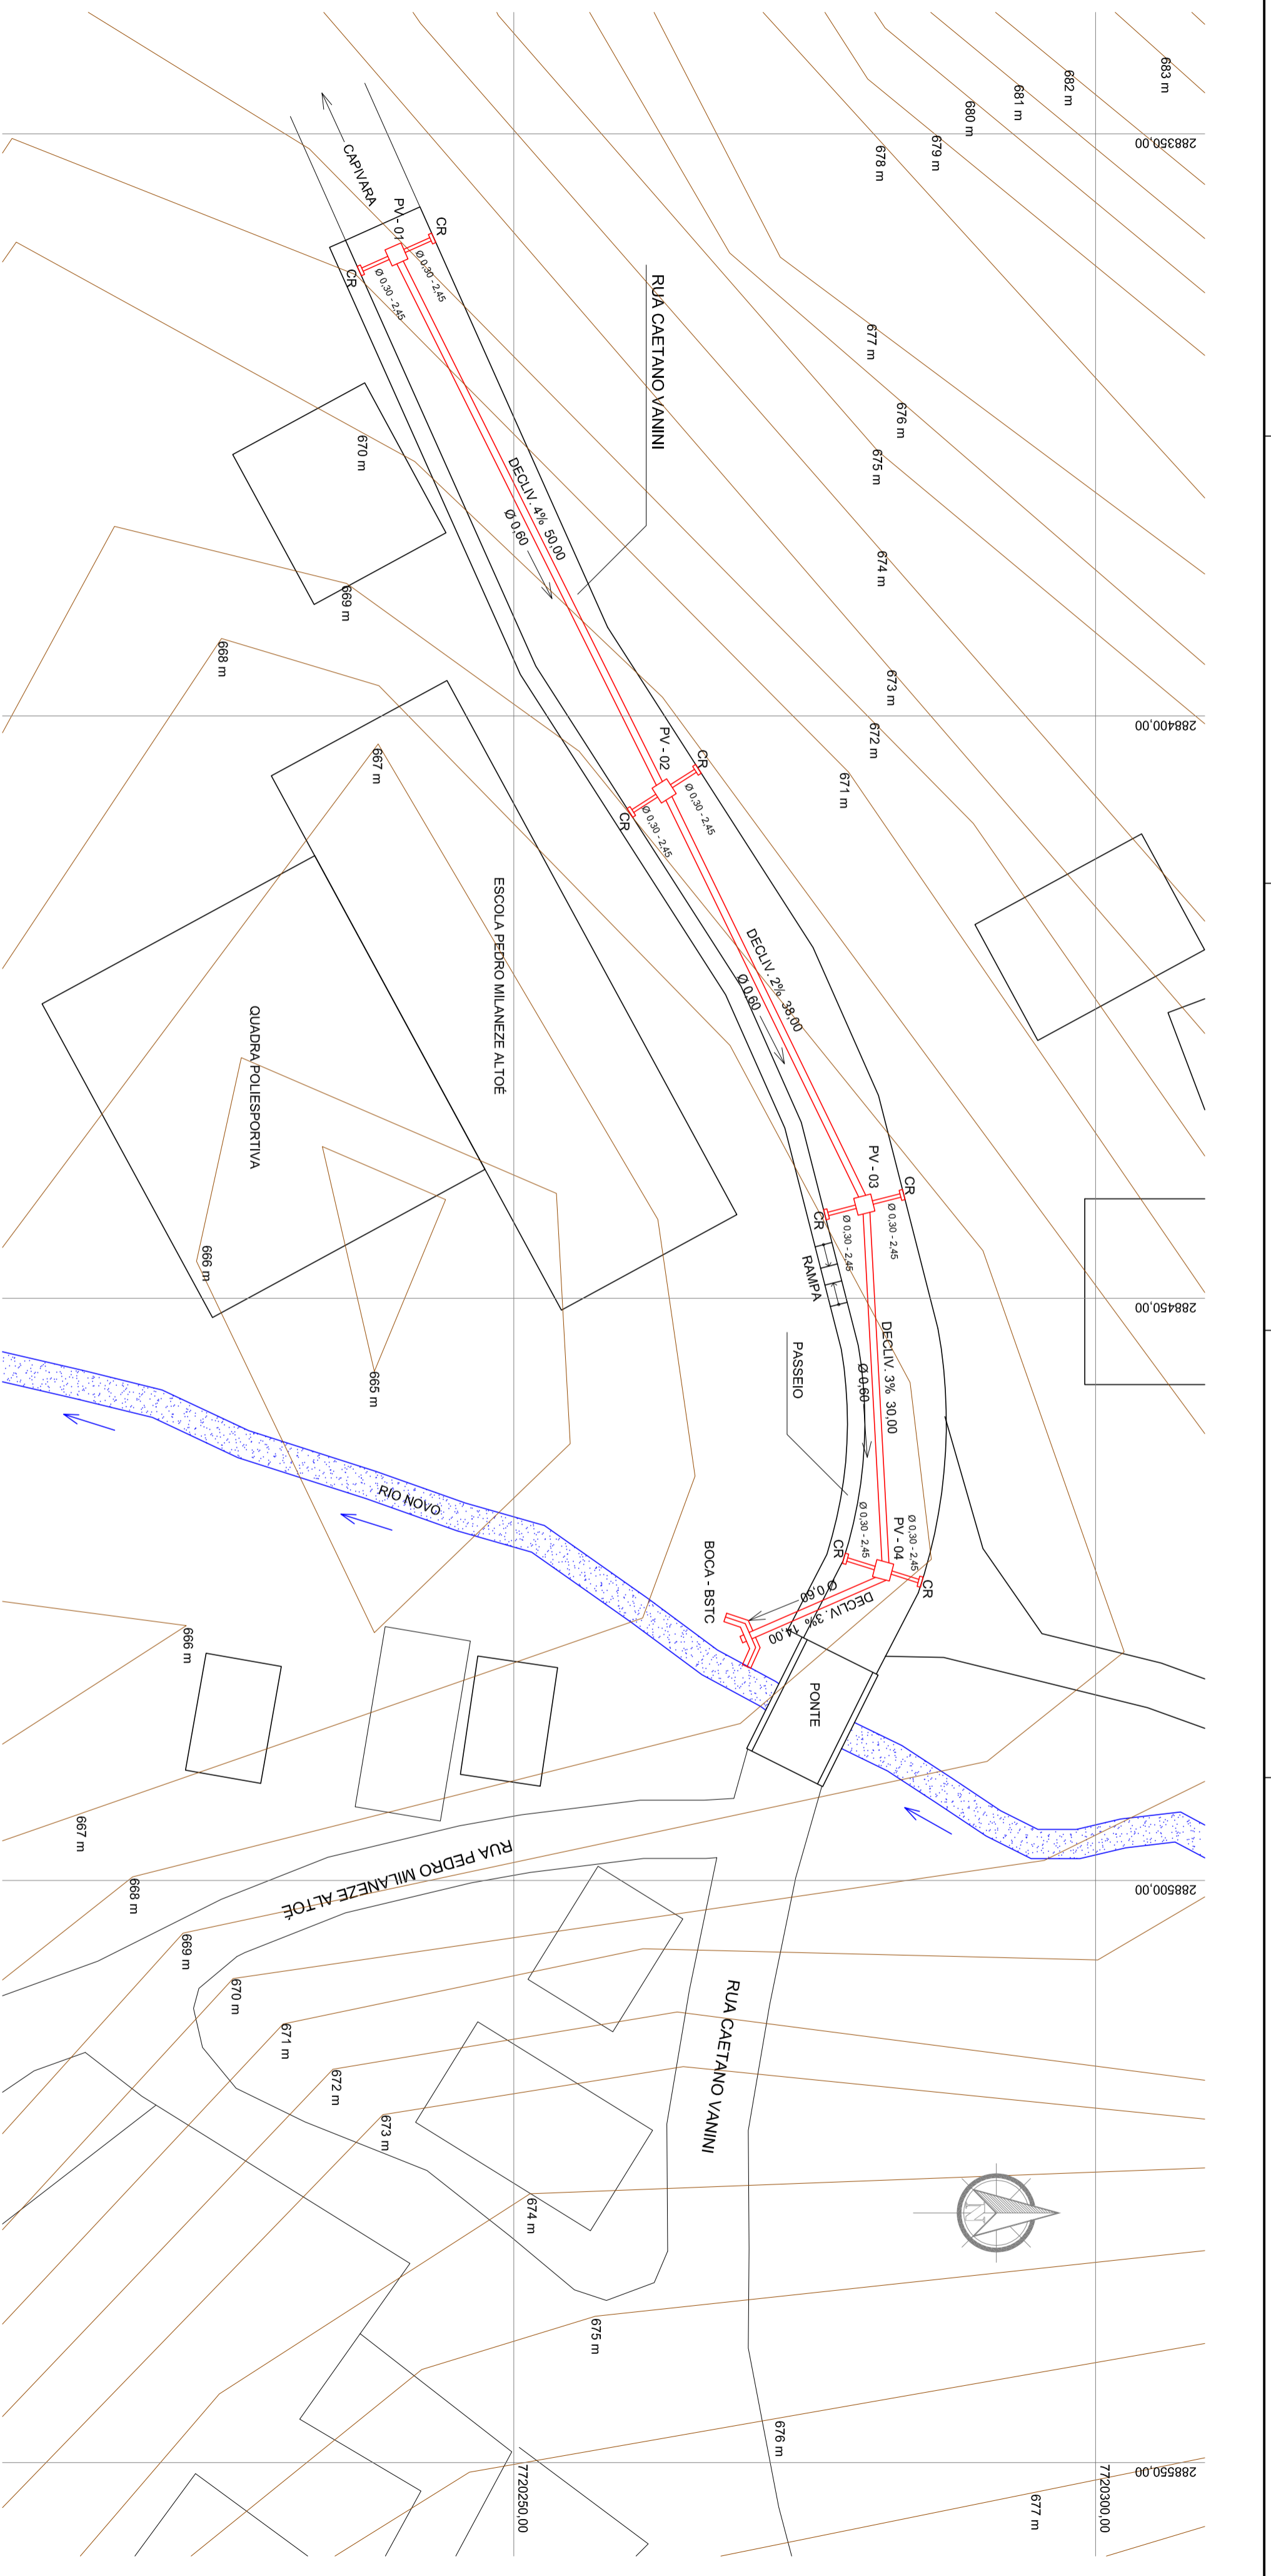 683 m
682 m
681 m
680 m
679 m
678 m
288350,00
CAPIVARA
PV - 01
CR
Ø 0,30 - 2,45
CR
Ø 0,30 - 2,45
RUA CAETANO VANINI
677 m
676 m
675 m
674 m
673 m
672 m
671 m
670 m
669 m
668 m
667 m
DECLIV. 4% 50,00
Ø 0,60
288400,00
PV - 02
CR
Ø 0,30 - 2,45
CR
Ø 0,30 - 2,45
ESCOLA PEDRO MILANEZE ALTOÉ
QUADRA POLIESPORTIVA
DECLIV. 2% 38,00
Ø 0,60
PV - 03
CR
Ø 0,30 - 2,45
CR
Ø 0,30 - 2,45
RAMPA
666 m
665 m
288450,00
DECLIV. 3% 30,00
Ø 0,60
PASSEIO
RIO NOVO
PV - 04
Ø 0,30 - 2,45
CR
Ø 0,30 - 2,45
CR
BOCA - BSTC
Ø 0,60
DECLIV. 3% 14,00
PONTE
666 m
667 m
668 m
669 m
670 m
671 m
672 m
673 m
674 m
675 m
676 m
677 m
RUA PEDRO MILANEZE ALTOÉ
288500,00
RUA CAETANO VANINI
N
7720250,00
7720300,00
288550,00